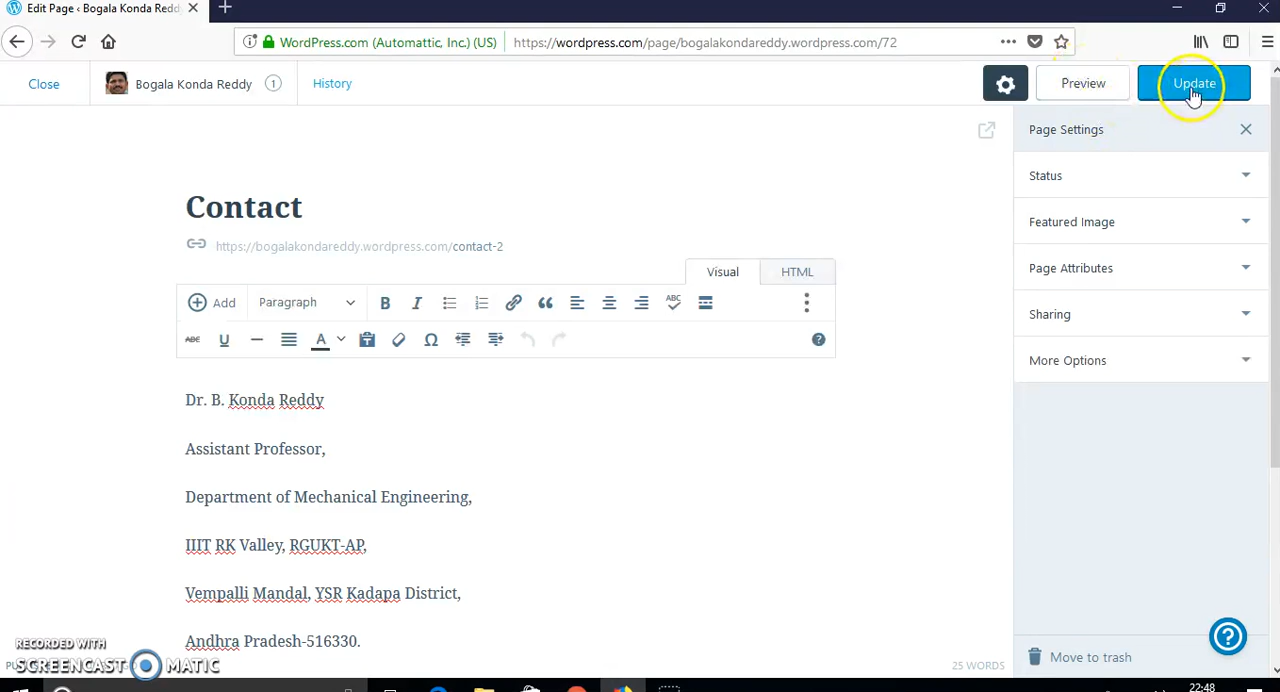 Edit Page ‹ Bogala Konda Reddy
WordPress.com (Automattic, Inc.) (US)
https://wordpress.com/page/bogalakondareddy.wordpress.com/72
Close
Bogala Konda Reddy
1
History
Preview
Update
Page Settings
Status
Featured Image
Page Attributes
Sharing
More Options
Contact
https://bogalakondareddy.wordpress.com/contact-2
Visual
HTML
Add
Paragraph
B
I
ABC
ABC
U
A
Ω
Dr. B. Konda Reddy
Assistant Professor,
Department of Mechanical Engineering,
IIIT RK Valley, RGUKT-AP,
Vempalli Mandal, YSR Kadapa District,
Andhra Pradesh-516330.
25 WORDS
Move to trash
RECORDED WITH
SCREENCAST MATIC
22:48